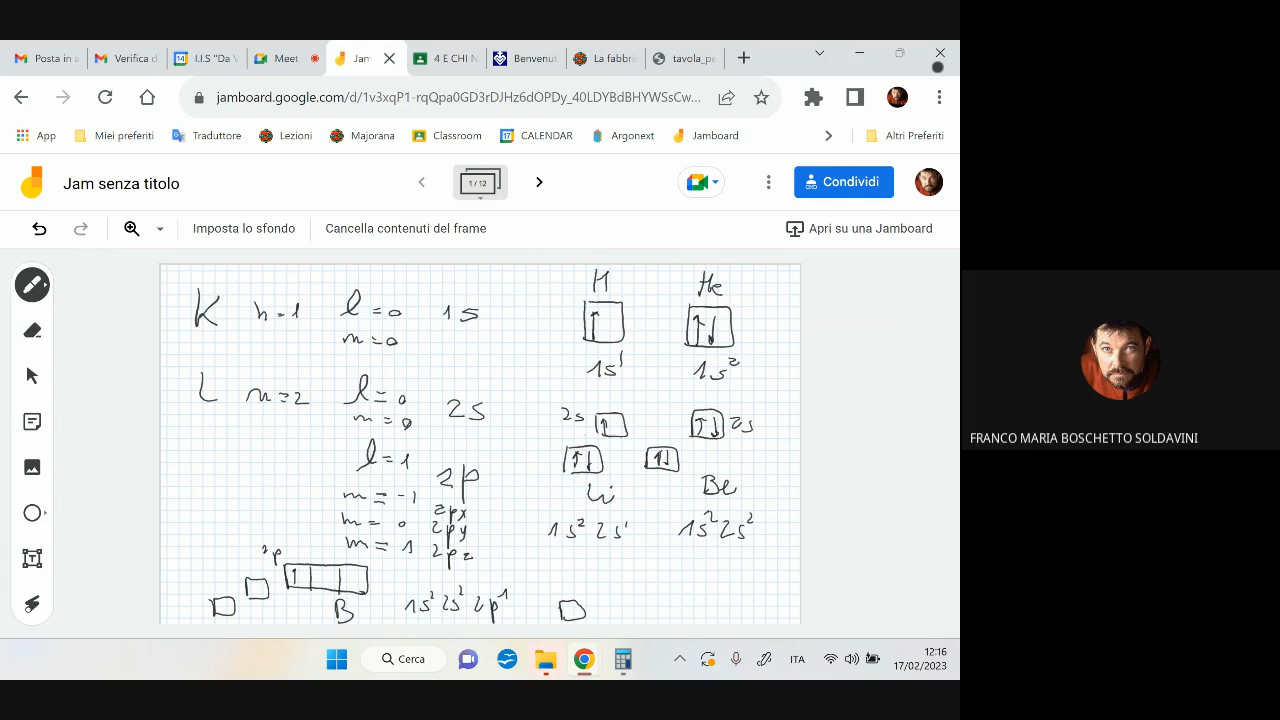 Posta in a
Verifica d
I.I.S "Da V
Meet
Jam
4 E CHI N
Benvenut
La fabbri
tavola_pe
jamboard.google.com/d/1v3xqP1-rqQpa0GD3rDJHz6dOPDy_40LDYBdBHYWSsCw...
App
Miei preferiti
Traduttore
Lezioni
Majorana
Classroom
CALENDAR
Argonext
Jamboard
Altri Preferiti
Jam senza titolo
1 / 12
Condividi
Imposta lo sfondo
Cancella contenuti del frame
Apri su una Jamboard
K n=1 l=0 1s
m=0
L n=2 l=0 2s
m=0
l=1 2p
m=-1 2px
m=0 2py
m=1 2pz
H He
1s¹ 1s²
2s 2s
Li Be
1s² 2s¹ 1s² 2s²
2p
B 1s² 2s² 2p¹
FRANCO MARIA BOSCHETTO SOLDAVINI
Cerca
ITA
12:16
17/02/2023